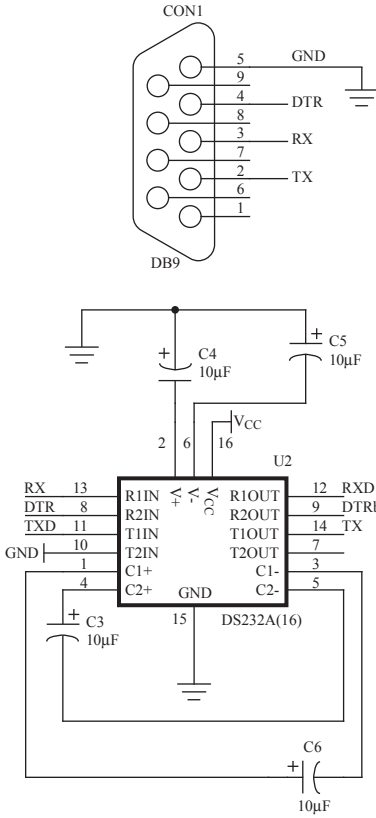 CON1
5 GND
9
4 DTR
8
3 RX
7
2 TX
6
1
DB9
+ C5
10µF
+ C4
10µF
VCC
2 6 16
U2
RX 13 R1IN V+ V- VCC R1OUT 12 RXD
DTR 8 R2IN R2OUT 9 DTRb
TXD 11 T1IN T1OUT 14 TX
GND 10 T2IN T2OUT 7
1 C1+ C1- 3
4 C2+ GND C2- 5
15 DS232A(16)
+ C3
10µF
C6
+
10µF